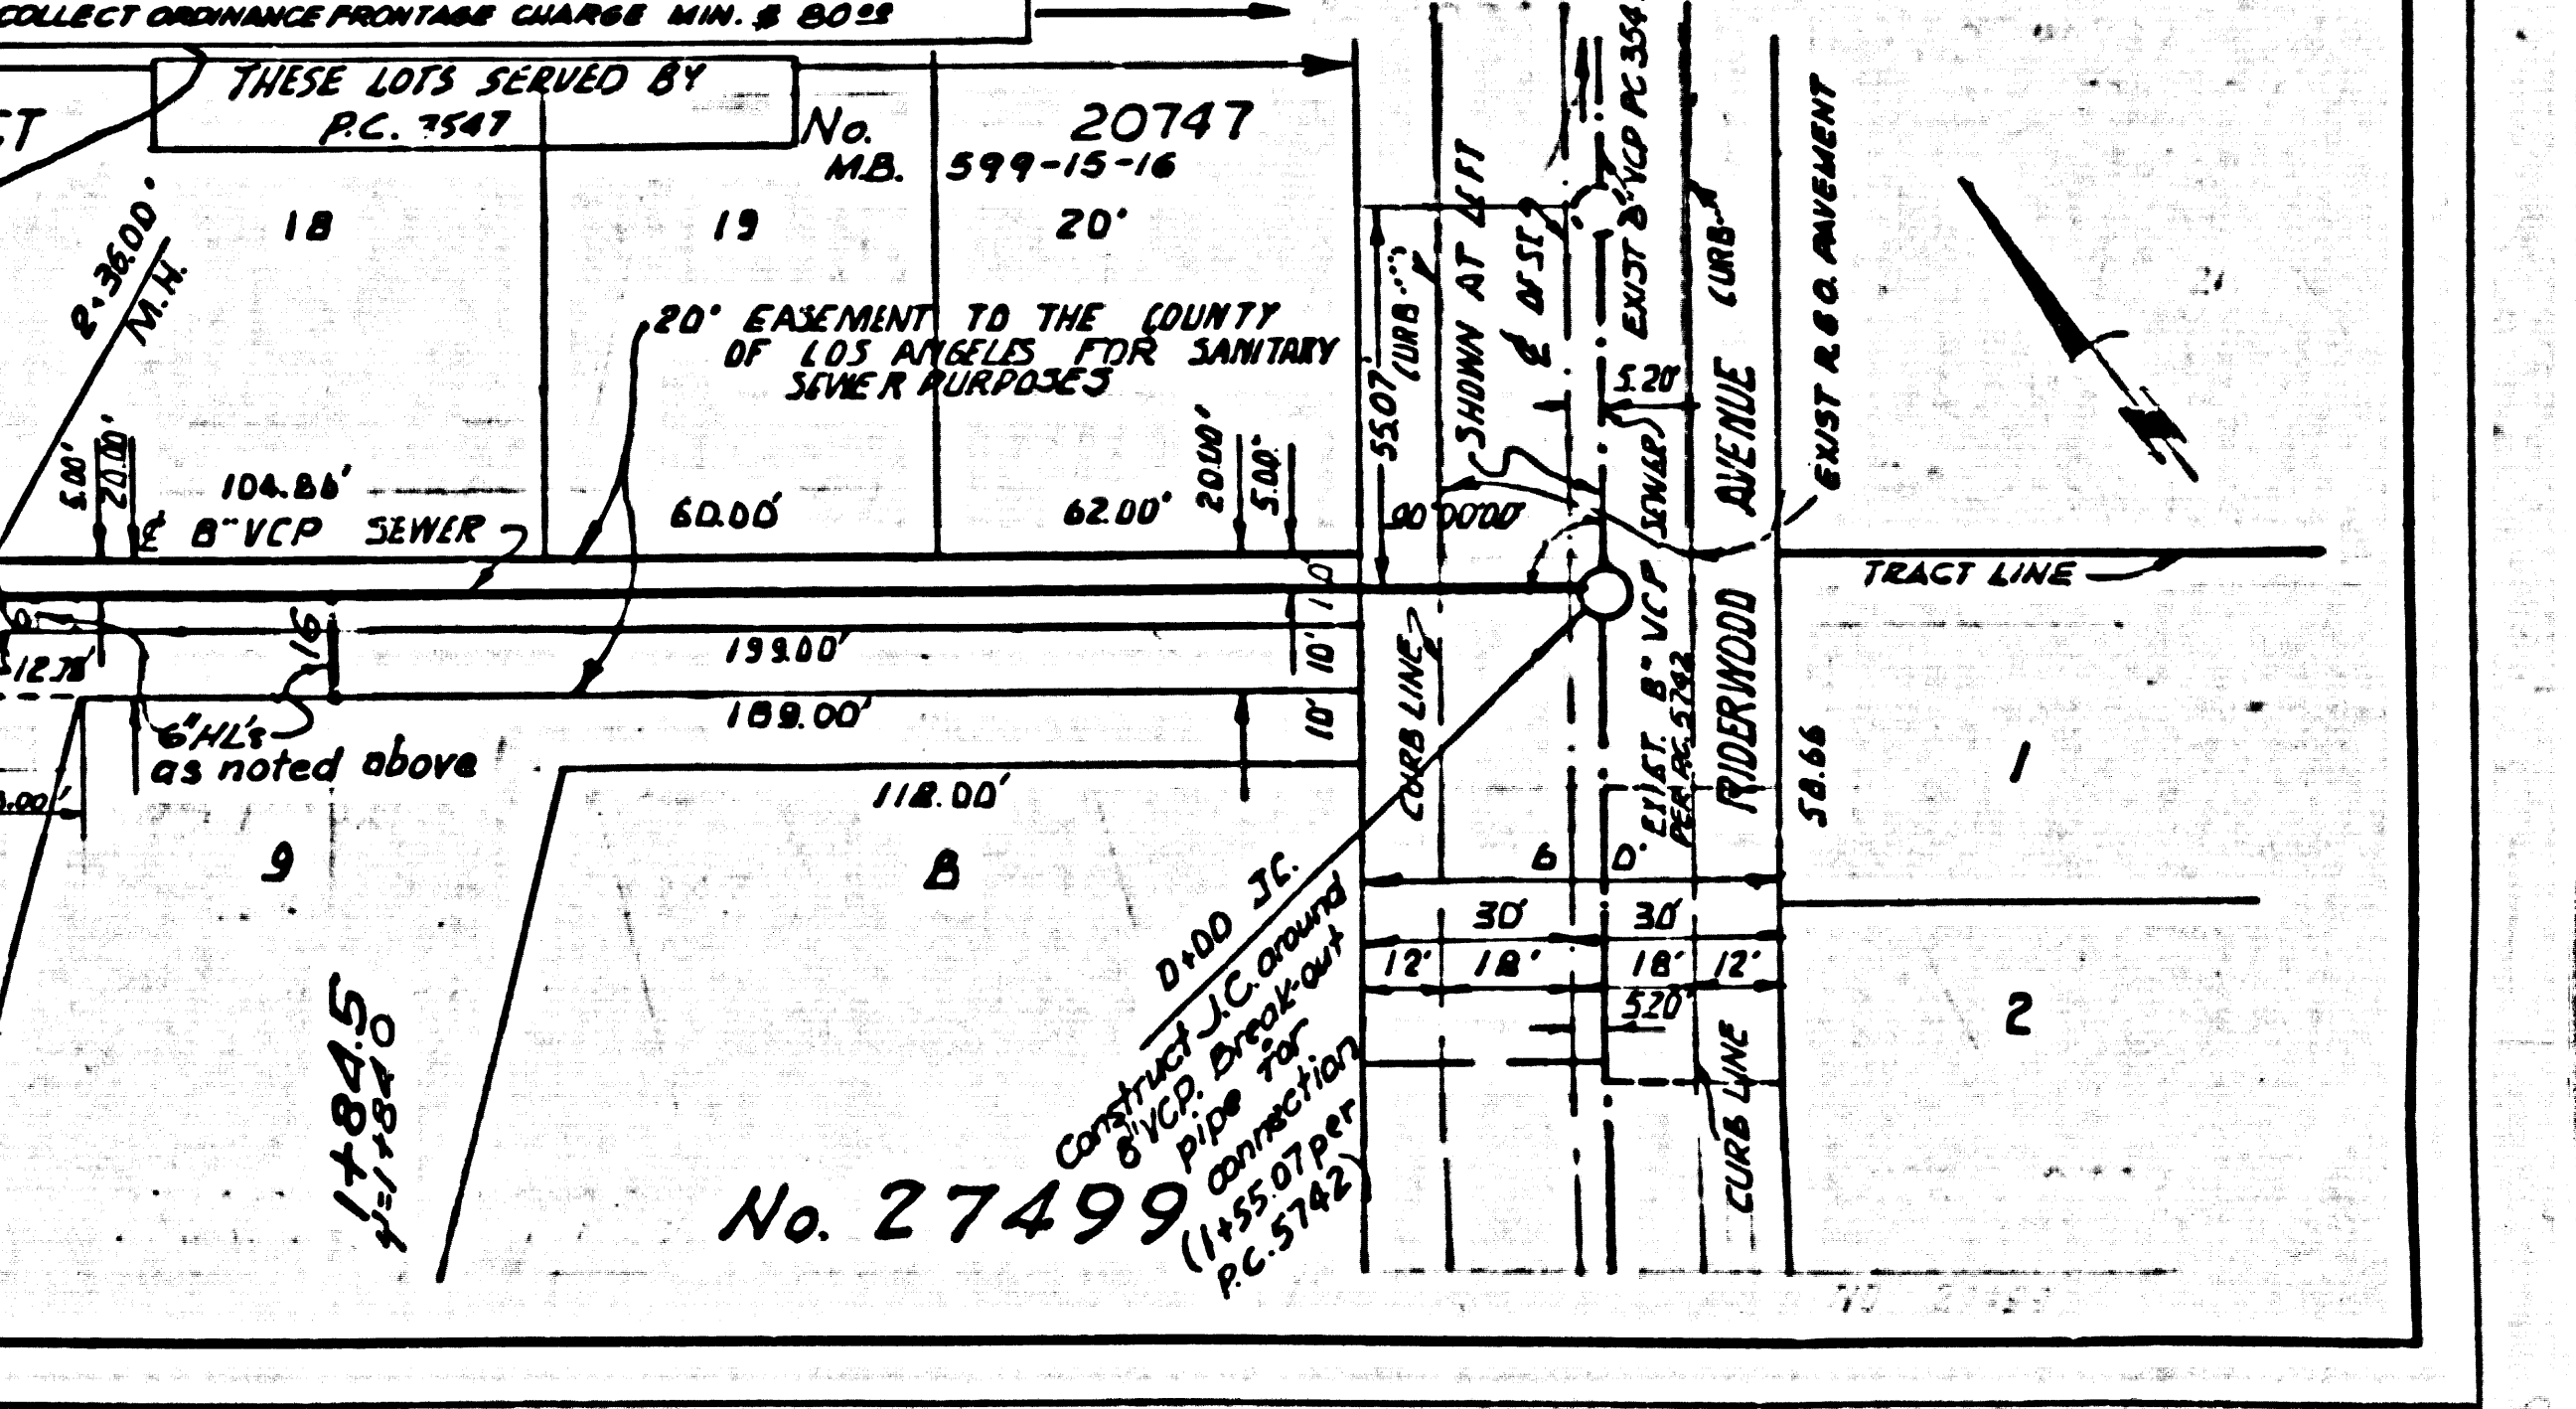 COLLECT ORDINANCE FRONTAGE CHARGE MIN. $ 80.00
THESE LOTS SERVED BY
P.C. 3547
CT
No. 20747
M.B. 599-15-16
18
19
20
2+36.00
M.H.
20' EASEMENT TO THE COUNTY
OF LOS ANGELES FOR SANITARY
SEWER PURPOSES
5.00'
20.00'
104.86'
60.00'
62.00'
20.00'
5.00'
℄ 8" VCP SEWER
55.07'
CURB
SHOWN AT LEFT
EXIST 8" VCP PC 354
CURB
EXIST R.&O. PAVEMENT
5.20'
90°00'00"
SEWER
RIDERWOOD AVENUE
TRACT LINE
16
12.78'
199.00'
10'
189.00'
10'
6" HL's
as noted above
118.00'
CURB LINE
EXIST. 8" VCP
PER P.C. 5742
58.66
1
9
8
60'
30' 30'
12' 18' 18' 12'
5.20'
2
CURB LINE
1+84.5
Y=1+84.0
0+00 J.C.
Construct J.C. around
8" VCP. Break-out
pipe for
connection
(1+55.07 per
P.C. 5742)
No. 27499